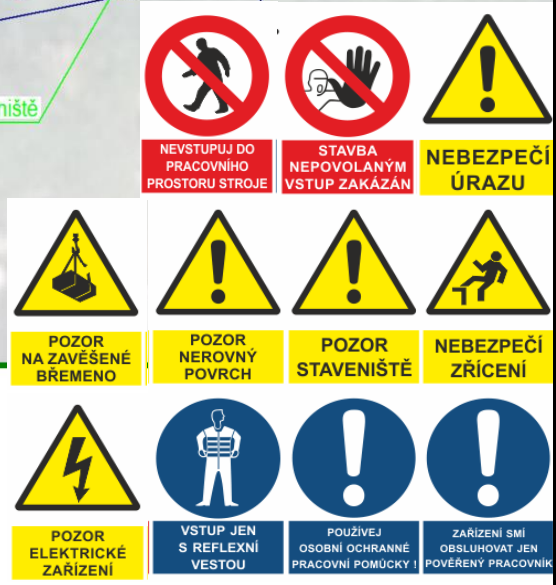 niště
NEVSTUPUJ DO
PRACOVNÍHO
PROSTORU STROJE
STAVBA
NEPOVOLANÝM
VSTUP ZAKÁZÁN
NEBEZPEČÍ
ÚRAZU
POZOR
NA ZAVĚŠENÉ
BŘEMENO
POZOR
NEROVNÝ
POVRCH
POZOR
STAVENIŠTĚ
NEBEZPEČÍ
ZŘÍCENÍ
POZOR
ELEKTRICKÉ
ZAŘÍZENÍ
VSTUP JEN
S REFLEXNÍ
VESTOU
POUŽÍVEJ
OSOBNÍ OCHRANNÉ
PRACOVNÍ POMŮCKY !
ZAŘÍZENÍ SMÍ
OBSLUHOVAT JEN
POVĚŘENÝ PRACOVNÍK